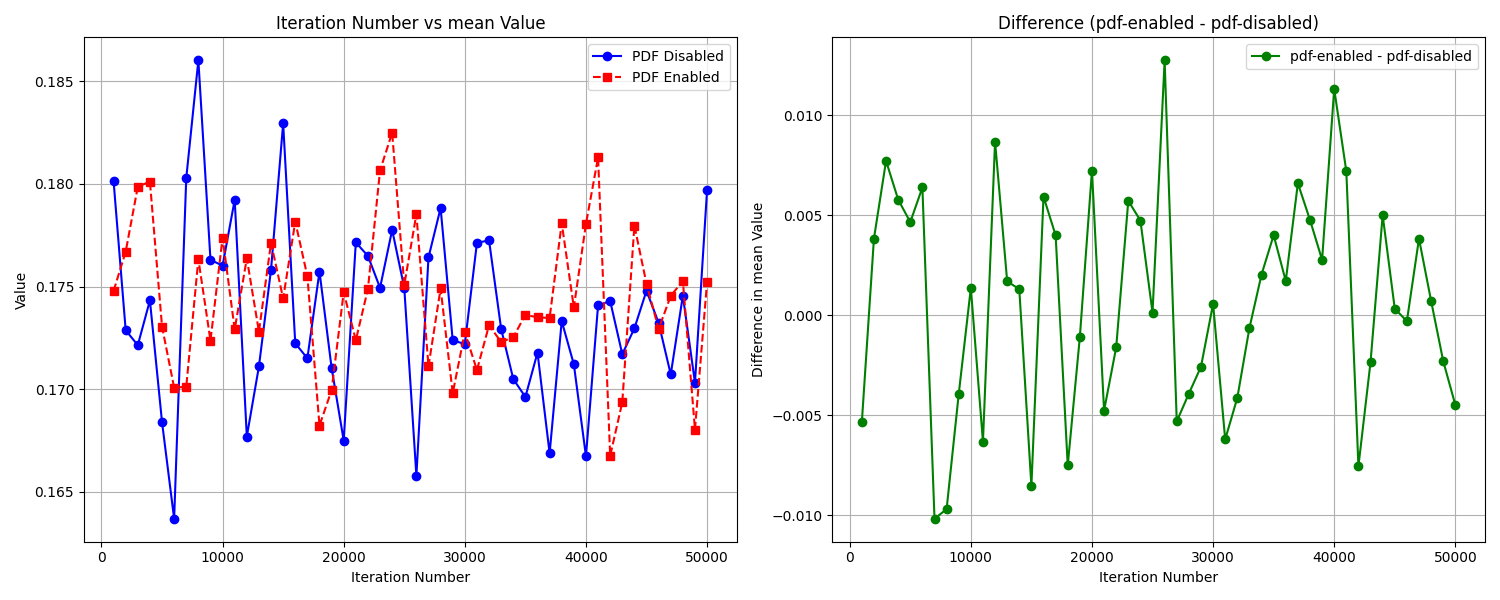 Iteration Number vs mean Value
PDF Disabled
PDF Enabled
Value
0.185
0.180
0.175
0.170
0.165
0
10000
20000
30000
40000
50000
Iteration Number
Difference (pdf-enabled - pdf-disabled)
pdf-enabled - pdf-disabled
Difference in mean Value
0.010
0.005
0.000
−0.005
−0.010
0
10000
20000
30000
40000
50000
Iteration Number